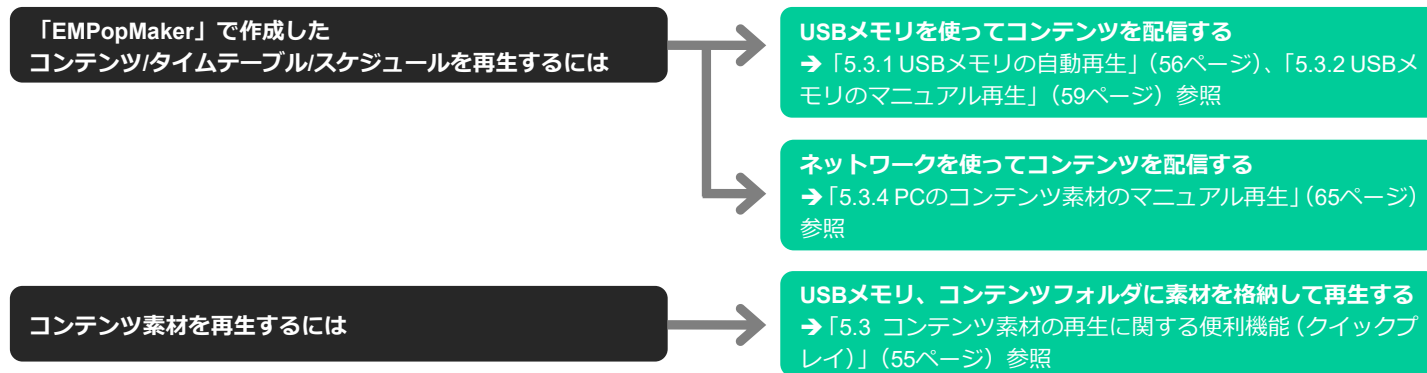 「EMPopMaker」で作成した
コンテンツ/タイムテーブル/スケジュールを再生するには
USBメモリを使ってコンテンツを配信する
➔「5.3.1 USBメモリの自動再生」（56ページ）、「5.3.2 USBメ
モリのマニュアル再生」（59ページ）参照
ネットワークを使ってコンテンツを配信する
➔「5.3.4 PCのコンテンツ素材のマニュアル再生」（65ページ）
参照
コンテンツ素材を再生するには
USBメモリ、コンテンツフォルダに素材を格納して再生する
➔「5.3 コンテンツ素材の再生に関する便利機能（クイックプ
レイ）」（55ページ）参照